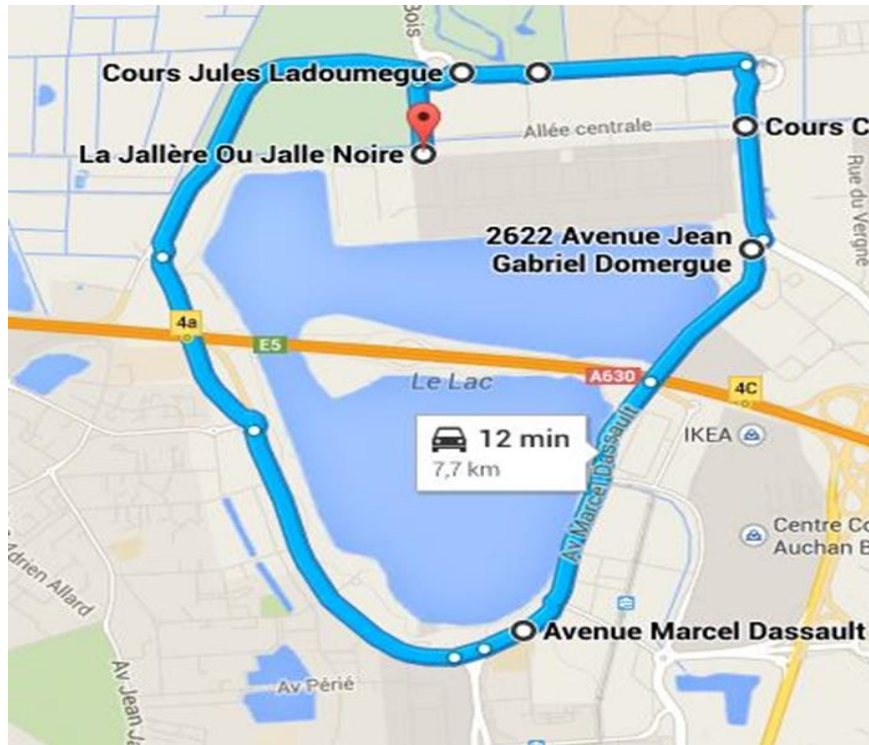 Bois
Cours Jules Ladoumegue
Allée centrale
Cours C
La Jallère Ou Jalle Noire
Rue du Vergne
2622 Avenue Jean
Gabriel Domergue
4a
E5
Le Lac
A630
4C
12 min
7,7 km
IKEA
Av Marcel Dassault
Centre Co
Auchan B
Adrien Allard
Avenue Marcel Dassault
Av Périé
Av Jean Ja